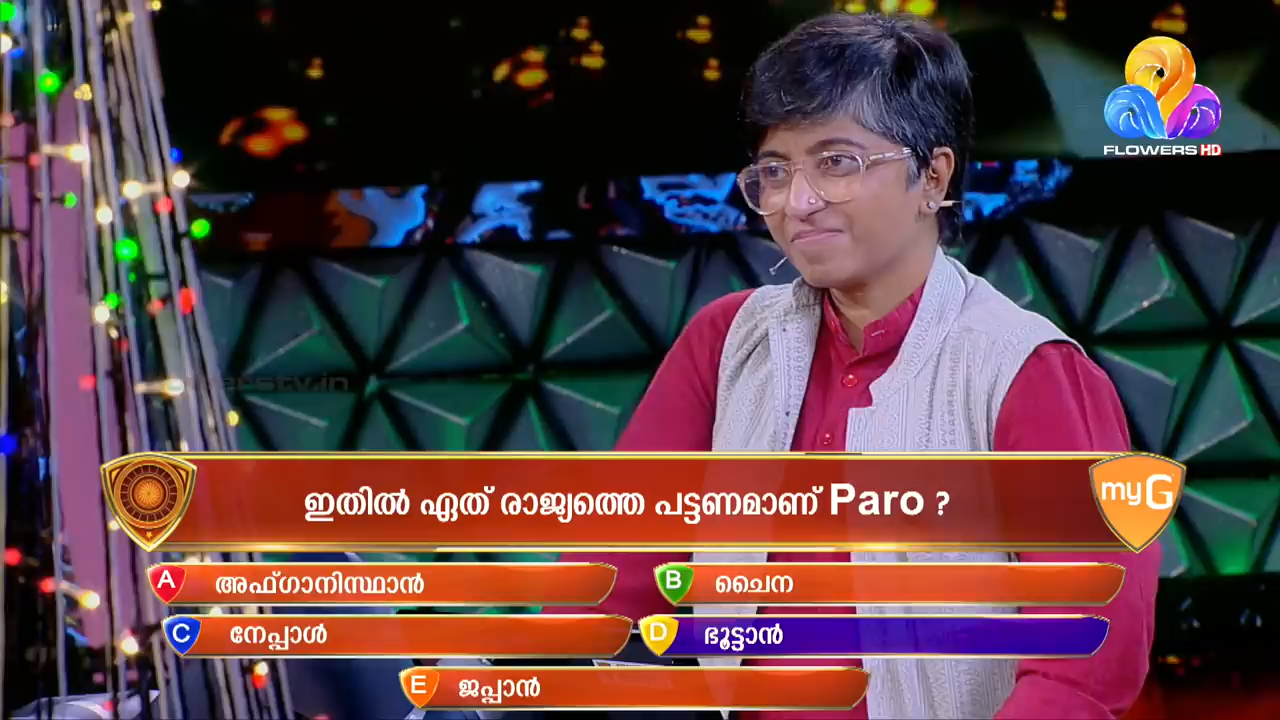 FLOWERS HD
ഇതിൽ ഏത് രാജ്യത്തെ പട്ടണമാണ് Paro ?
myG
A അഫ്ഗാനിസ്ഥാൻ
B ചൈന
C നേപ്പാൾ
D ഭൂട്ടാൻ
E ജപ്പാൻ